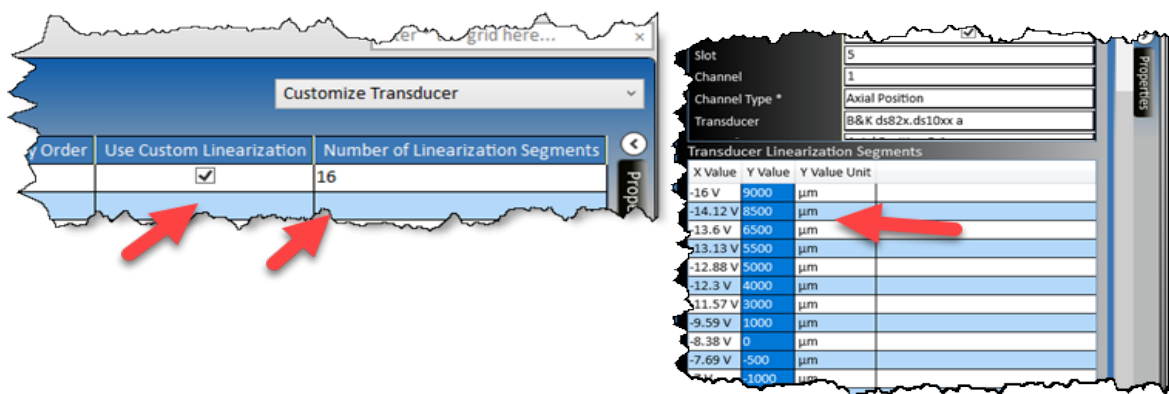 grid here...
Customize Transducer
Order Use Custom Linearization Number of Linearization Segments
16
Slot 5
Channel 1
Channel Type * Axial Position
Transducer B&K ds82x.ds10xx a
Properties
Transducer Linearization Segments
X Value Y Value Y Value Unit
-16 V 9000 µm
-14.12 V 8500 µm
-13.6 V 6500 µm
-13.13 V 5500 µm
-12.88 V 5000 µm
-12.3 V 4000 µm
-11.57 V 3000 µm
-9.59 V 1000 µm
-8.38 V 0 µm
-7.69 V -500 µm
-1000 µm